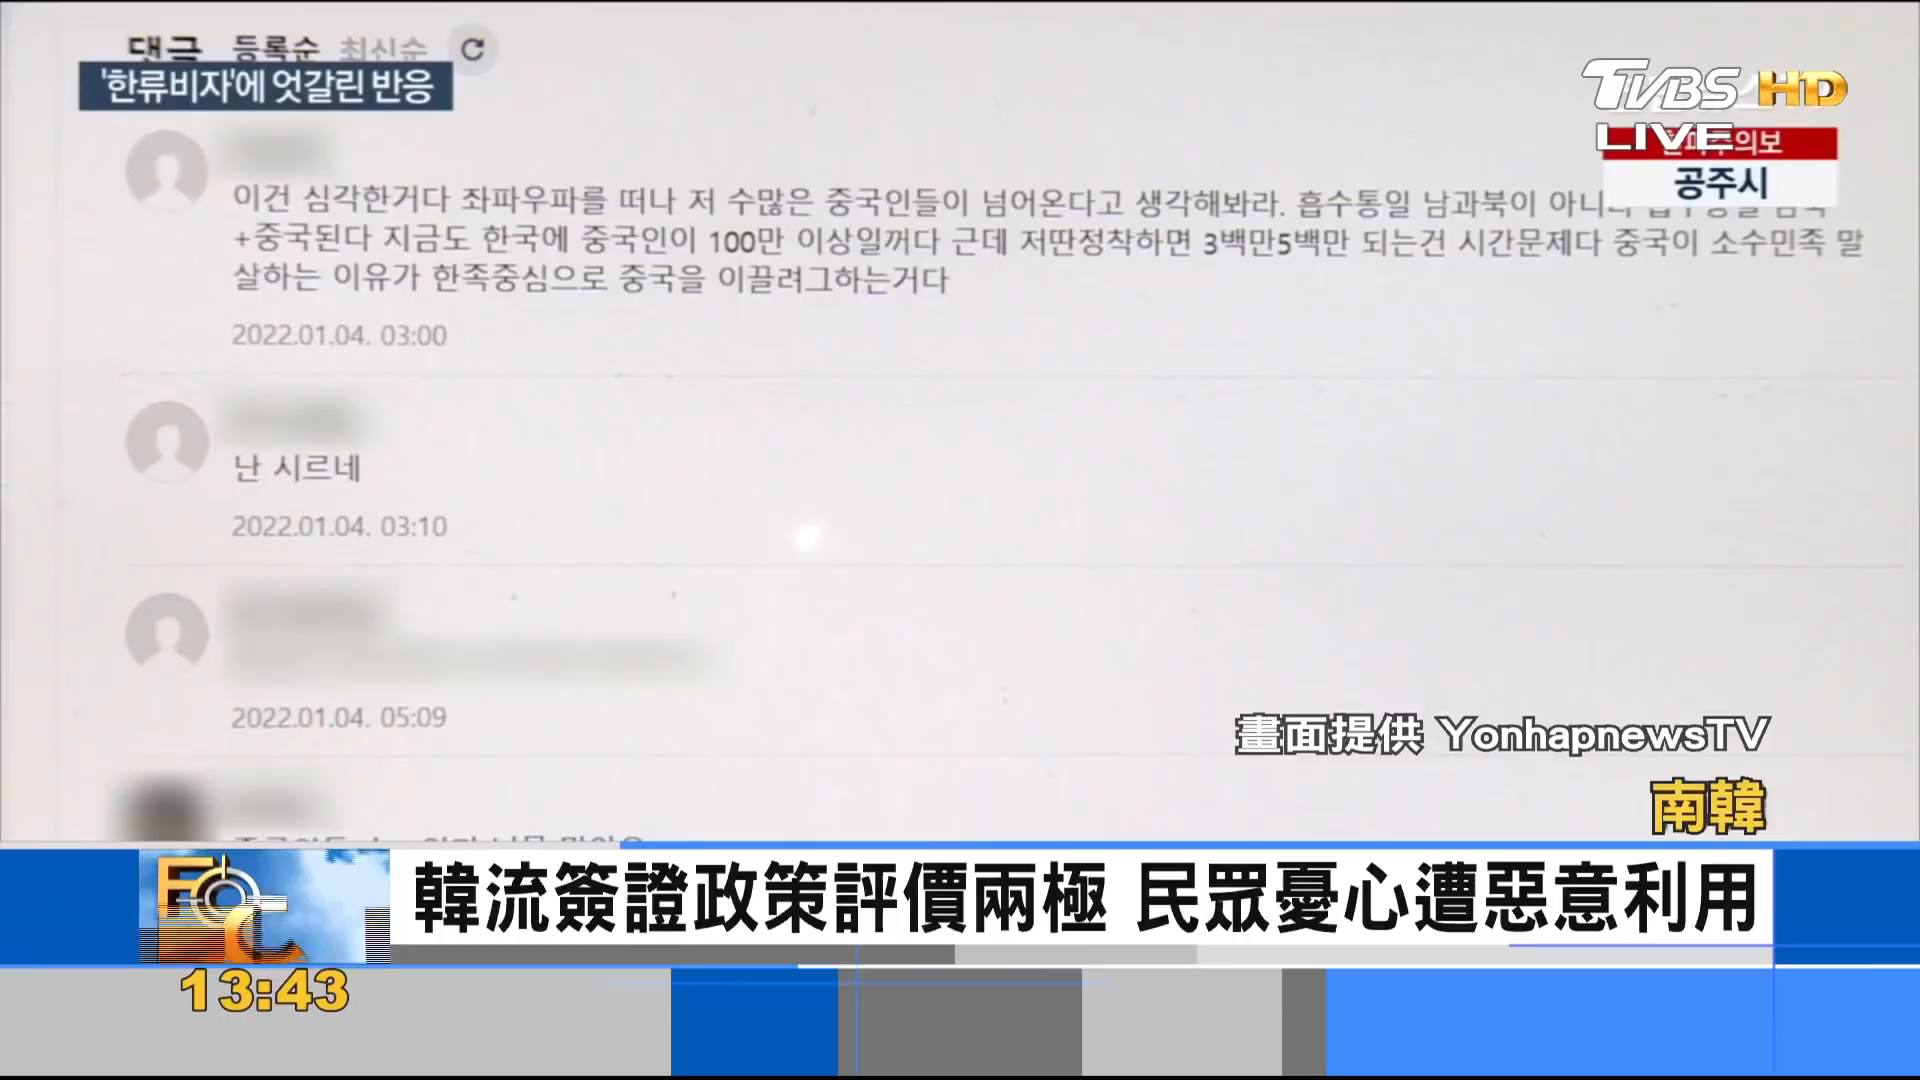 댓글 등록순 최신순
'한류비자'에 엇갈린 반응
TVBS HD
LIVE
의보
공주시
이건 심각한거다 좌파우파를 떠나 저 수많은 중국인들이 넘어온다고 생각해봐라. 흡수통일 남과북이 아니
+중국된다 지금도 한국에 중국인이 100만 이상일꺼다 근데 저딴정착하면 3백만5백만 되는건 시간문제다 중국이 소수민족 말
살하는 이유가 한족중심으로 중국을 이끌려그하는거다
2022.01.04. 03:00
난 시르네
2022.01.04. 03:10
2022.01.04. 05:09
畫面提供 YonhapnewsTV
南韓
韓流簽證政策評價兩極 民眾憂心遭惡意利用
13:43